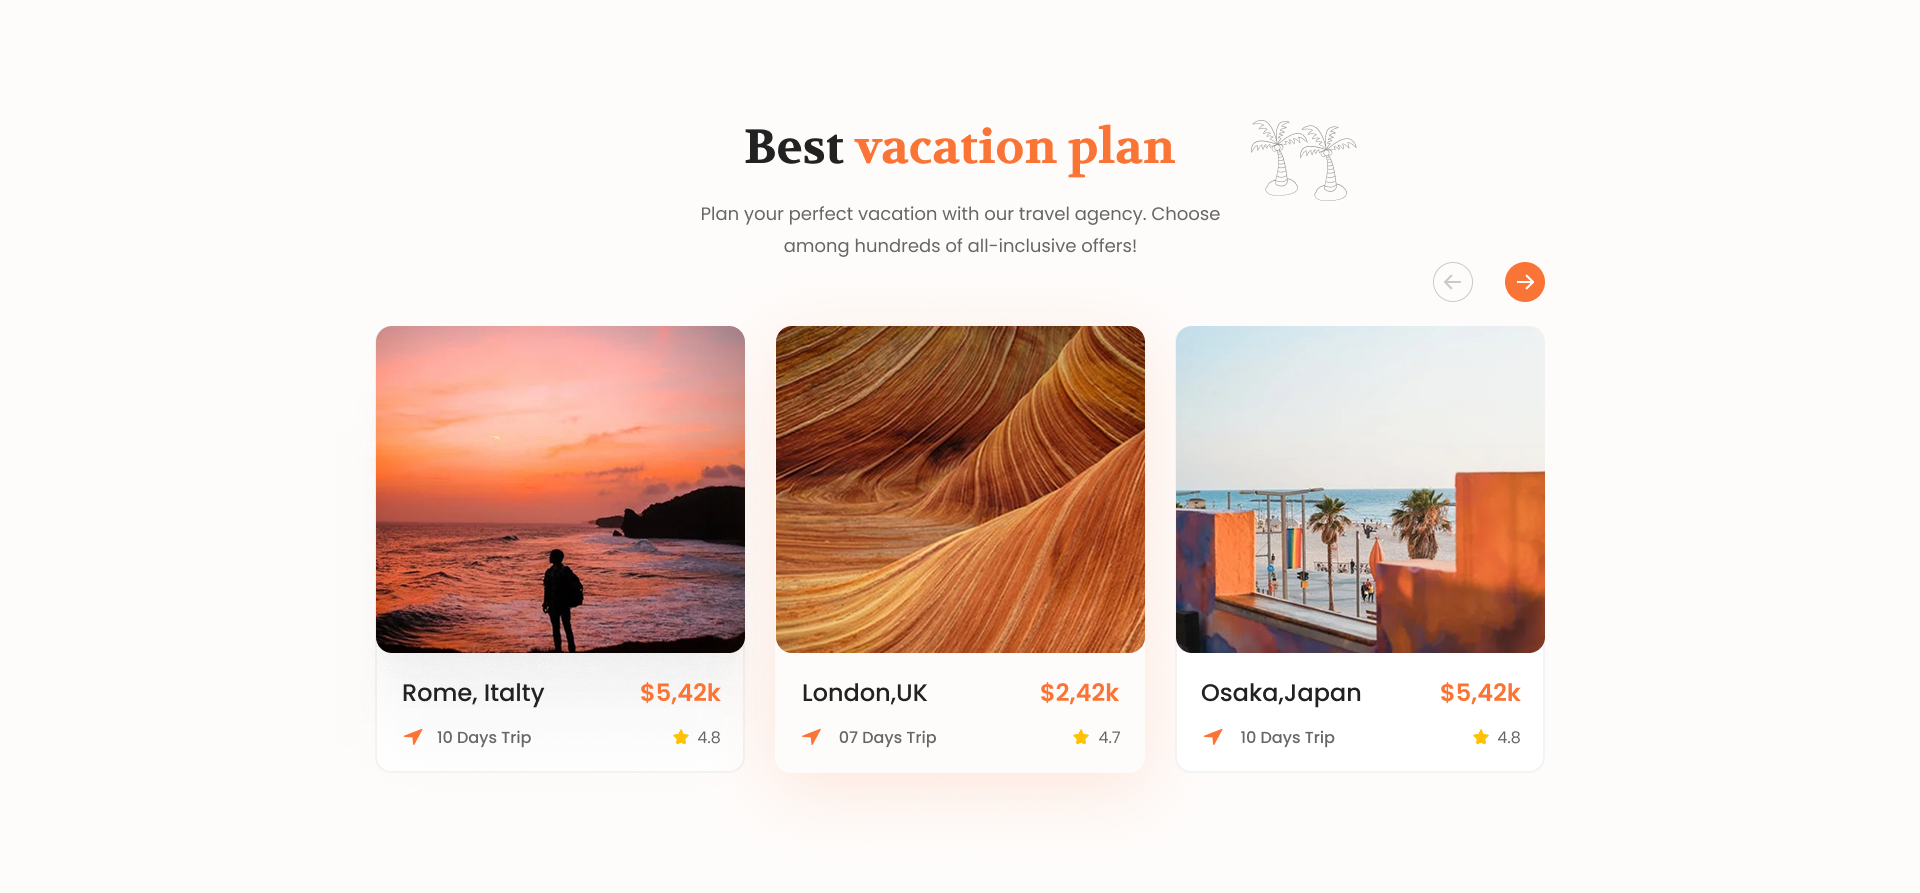 Best vacation plan
Plan your perfect vacation with our travel agency. Choose
among hundreds of all-inclusive offers!
Rome, Italty $5,42k
10 Days Trip 4.8
London,UK $2,42k
07 Days Trip 4.7
Osaka,Japan $5,42k
10 Days Trip 4.8